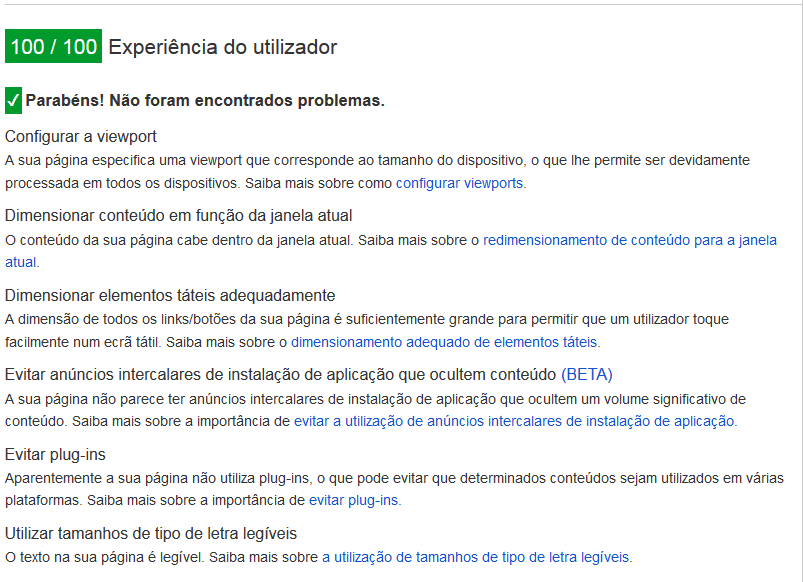 100 / 100 Experiência do utilizador
✓ Parabéns! Não foram encontrados problemas.
Configurar a viewport
A sua página especifica uma viewport que corresponde ao tamanho do dispositivo, o que lhe permite ser devidamente
processada em todos os dispositivos. Saiba mais sobre como configurar viewports.
Dimensionar conteúdo em função da janela atual
O conteúdo da sua página cabe dentro da janela atual. Saiba mais sobre o redimensionamento de conteúdo para a janela
atual.
Dimensionar elementos táteis adequadamente
A dimensão de todos os links/botões da sua página é suficientemente grande para permitir que um utilizador toque
facilmente num ecrã tátil. Saiba mais sobre o dimensionamento adequado de elementos táteis.
Evitar anúncios intercalares de instalação de aplicação que ocultem conteúdo (BETA)
A sua página não parece ter anúncios intercalares de instalação de aplicação que ocultem um volume significativo de
conteúdo. Saiba mais sobre a importância de evitar a utilização de anúncios intercalares de instalação de aplicação.
Evitar plug-ins
Aparentemente a sua página não utiliza plug-ins, o que pode evitar que determinados conteúdos sejam utilizados em várias
plataformas. Saiba mais sobre a importância de evitar plug-ins.
Utilizar tamanhos de tipo de letra legíveis
O texto na sua página é legível. Saiba mais sobre a utilização de tamanhos de tipo de letra legíveis.